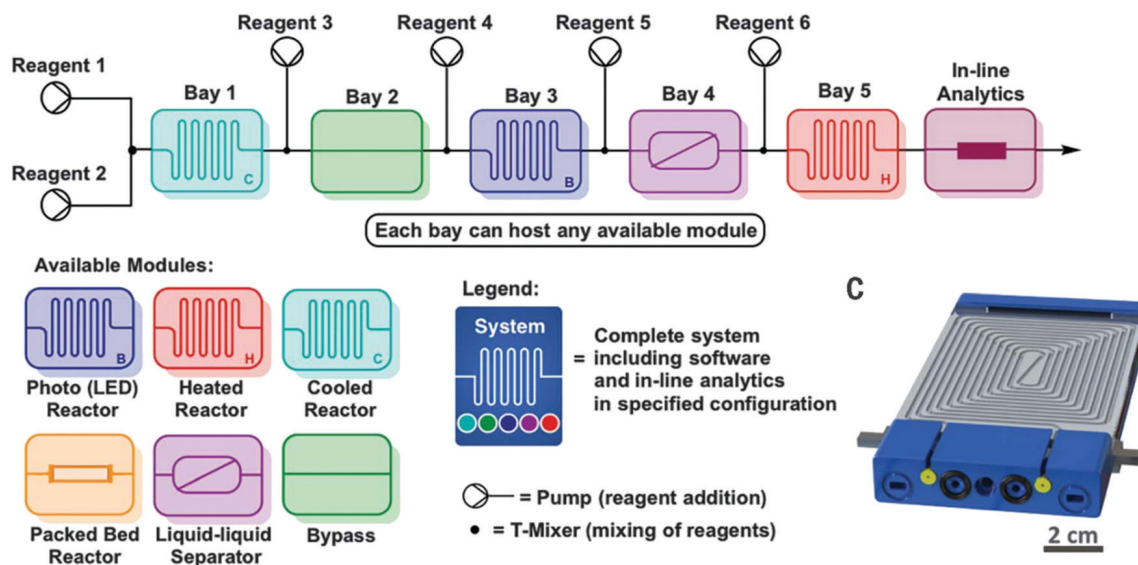 Reagent 3
Reagent 4
Reagent 5
Reagent 6
Reagent 1
Bay 1
Bay 2
Bay 3
Bay 4
Bay 5
In-line
Analytics
C
B
H
Reagent 2
Each bay can host any available module
Available Modules:
B
H
C
Photo (LED)
Reactor
Heated
Reactor
Cooled
Reactor
Packed Bed
Reactor
Liquid-liquid
Separator
Bypass
Legend:
System
= Complete system
including software
and in-line analytics
in specified configuration
= Pump (reagent addition)
= T-Mixer (mixing of reagents)
C
2 cm